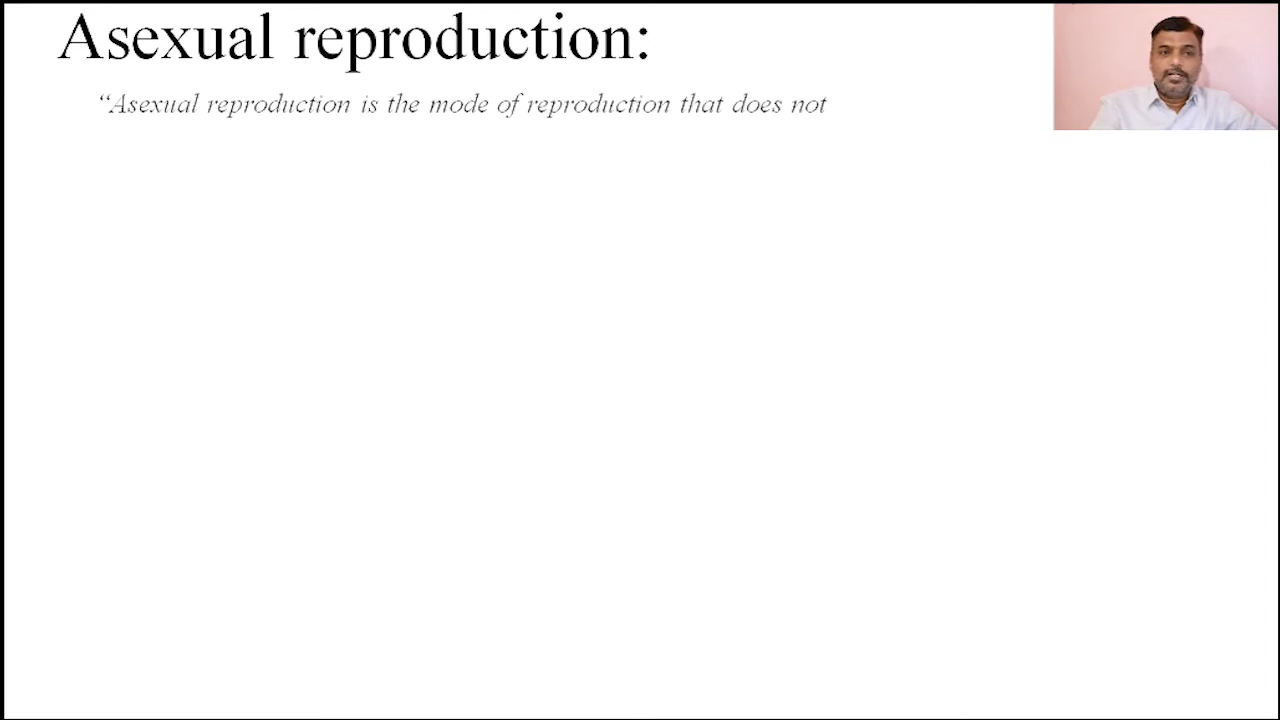 Asexual reproduction:
“Asexual reproduction is the mode of reproduction that does not